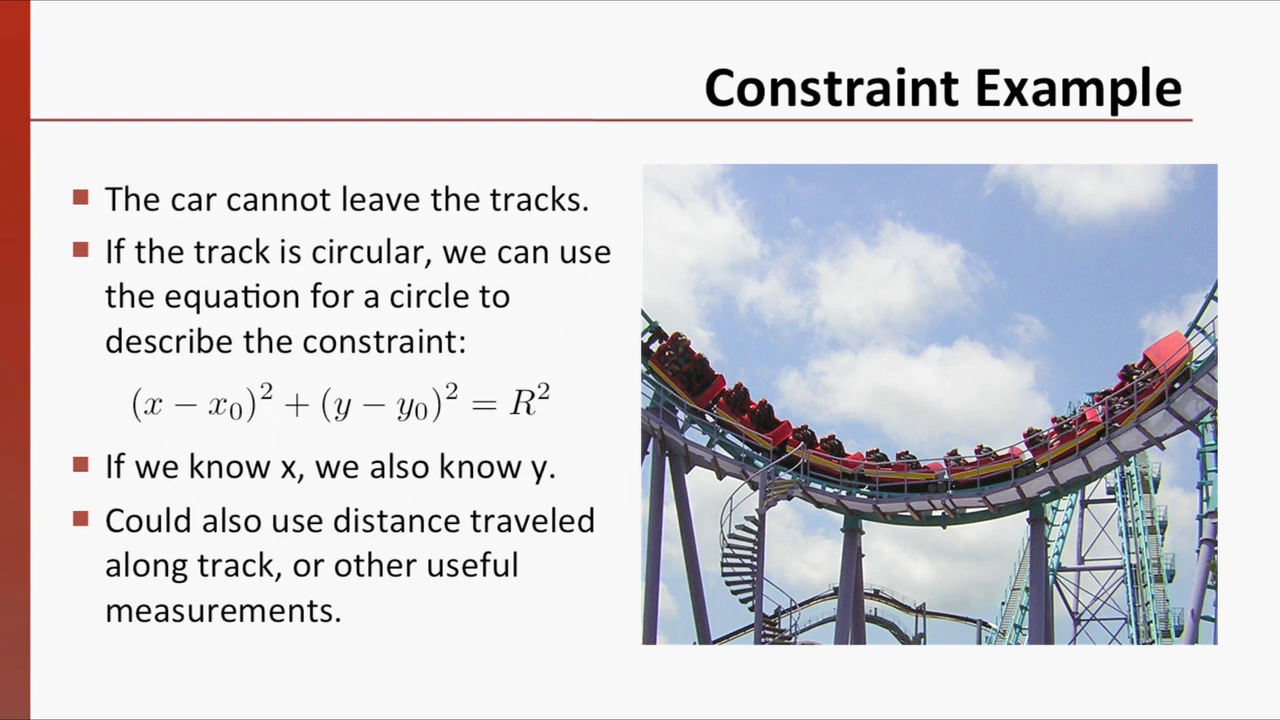 Constraint Example
The car cannot leave the tracks.
If the track is circular, we can use
the equation for a circle to
describe the constraint:
(x − x₀)² + (y − y₀)² = R²
If we know x, we also know y.
Could also use distance traveled
along track, or other useful
measurements.